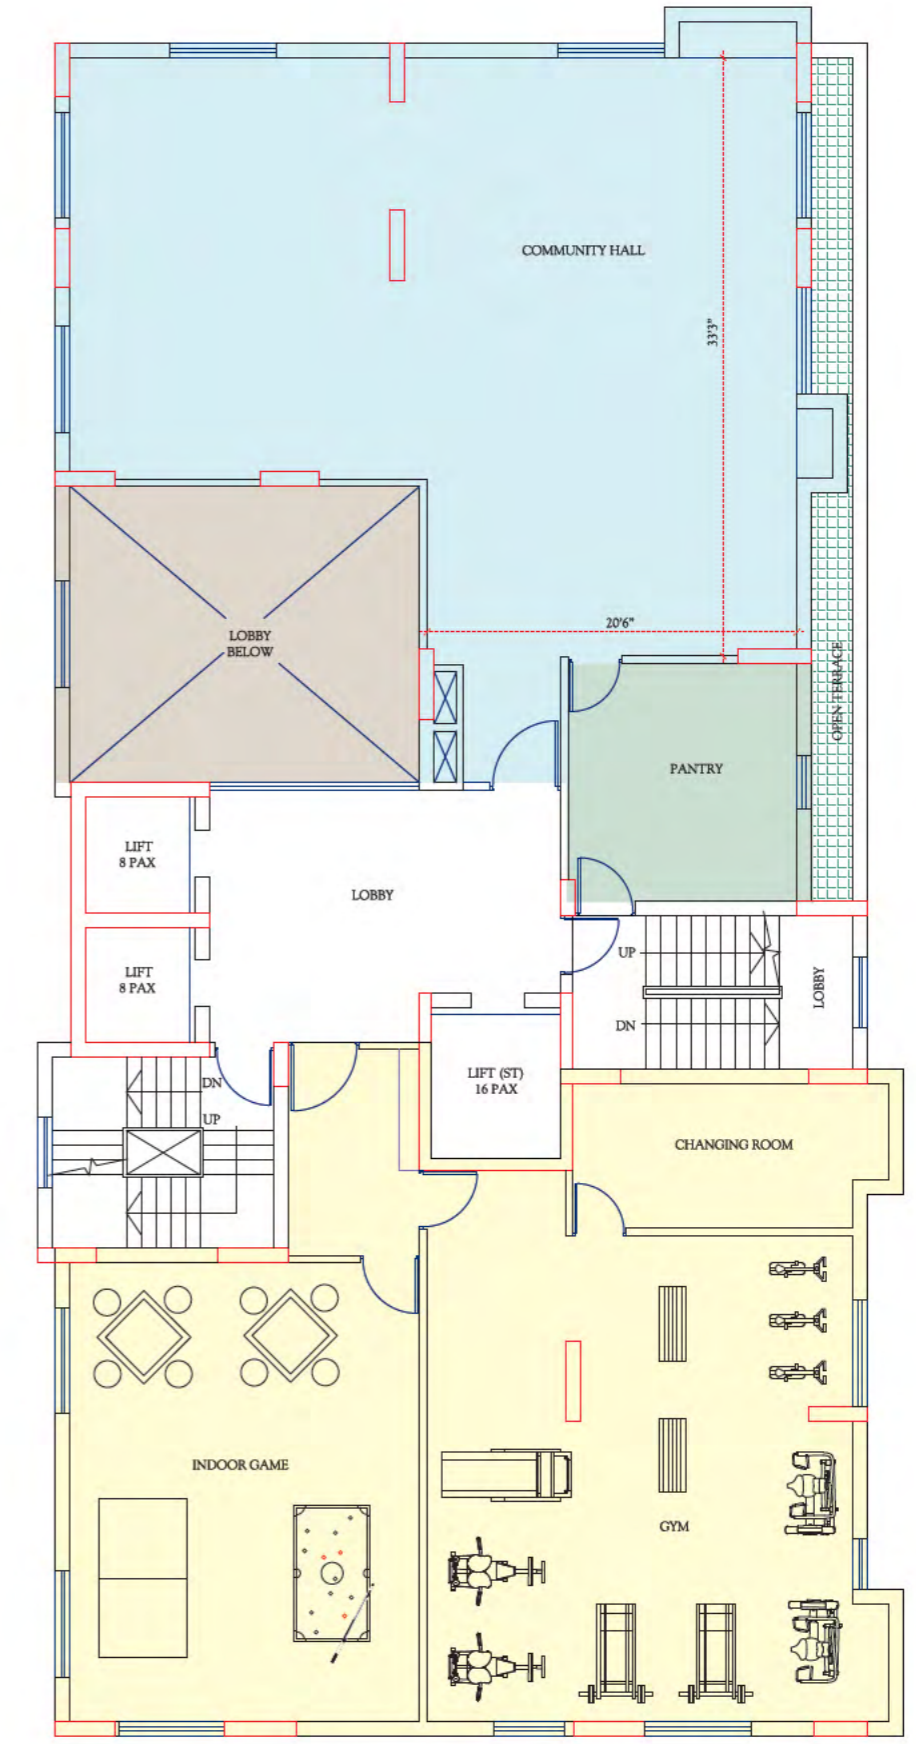 COMMUNITY HALL
33'3"
20'6"
LOBBY
BELOW
OPEN TERRACE
PANTRY
LIFT
8 PAX
LOBBY
UP
LOBBY
LIFT
8 PAX
DN
LIFT (ST)
16 PAX
DN
UP
CHANGING ROOM
INDOOR GAME
GYM